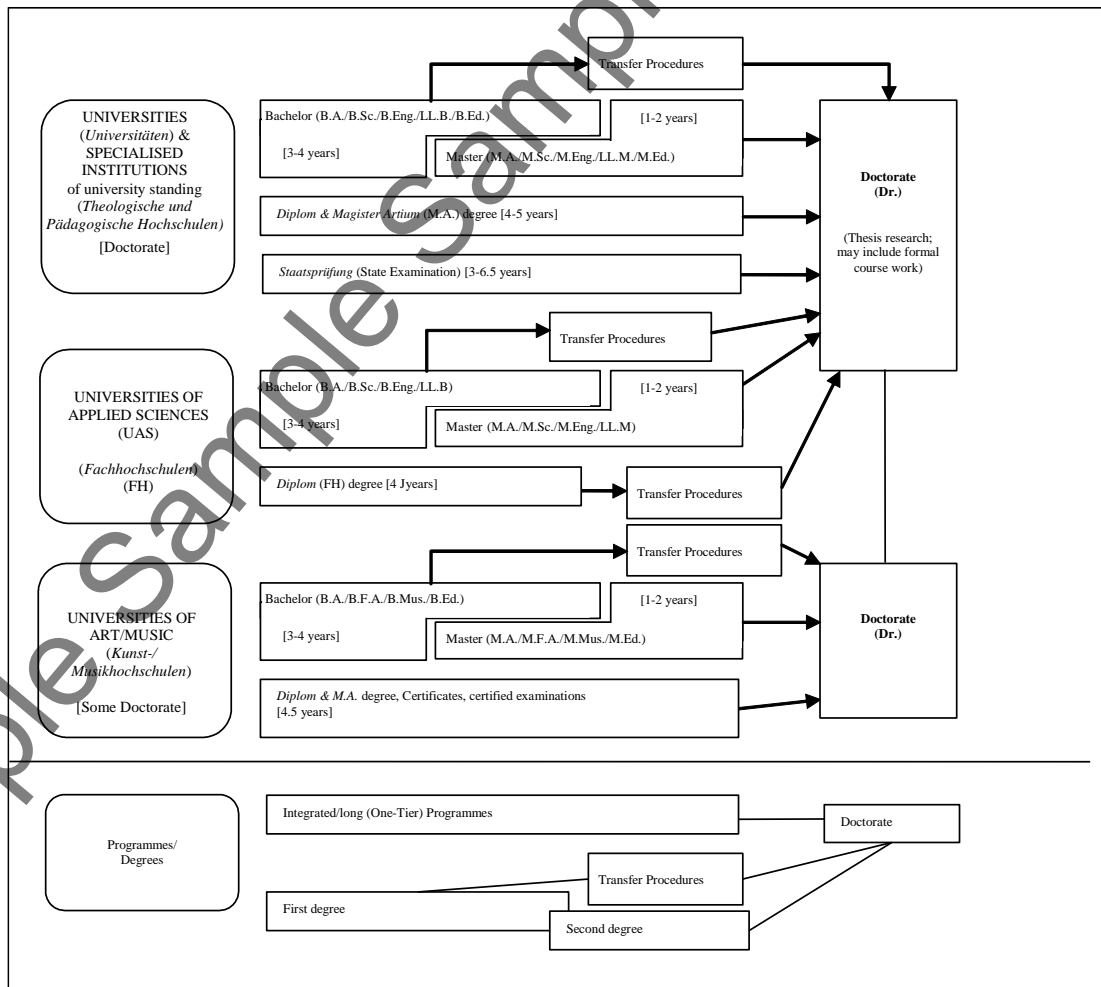 Transfer Procedures
UNIVERSITIES
(Universitäten) &
SPECIALISED
INSTITUTIONS
of university standing
(Theologische und
Pädagogische Hochschulen)
[Doctorate]
Bachelor (B.A./B.Sc./B.Eng./LL.B./B.Ed.)
[3-4 years]
[1-2 years]
Master (M.A./M.Sc./M.Eng./LL.M./M.Ed.)
Diplom & Magister Artium (M.A.) degree [4-5 years]
Staatsprüfung (State Examination) [3-6.5 years]
Doctorate
(Dr.)
(Thesis research;
may include formal
course work)
Transfer Procedures
UNIVERSITIES OF
APPLIED SCIENCES
(UAS)
(Fachhochschulen)
(FH)
Bachelor (B.A./B.Sc./B.Eng./LL.B)
[3-4 years]
[1-2 years]
Master (M.A./M.Sc./M.Eng./LL.M)
Diplom (FH) degree [4 Jyears]
Transfer Procedures
Transfer Procedures
UNIVERSITIES OF
ART/MUSIC
(Kunst-/
Musikhochschulen)
[Some Doctorate]
Bachelor (B.A./B.F.A./B.Mus./B.Ed.)
[3-4 years]
[1-2 years]
Master (M.A./M.F.A./M.Mus./M.Ed.)
Diplom & M.A. degree, Certificates, certified examinations
[4.5 years]
Doctorate
(Dr.)
Programmes/
Degrees
Integrated/long (One-Tier) Programmes
Doctorate
Transfer Procedures
First degree
Second degree
ple Sample Sample